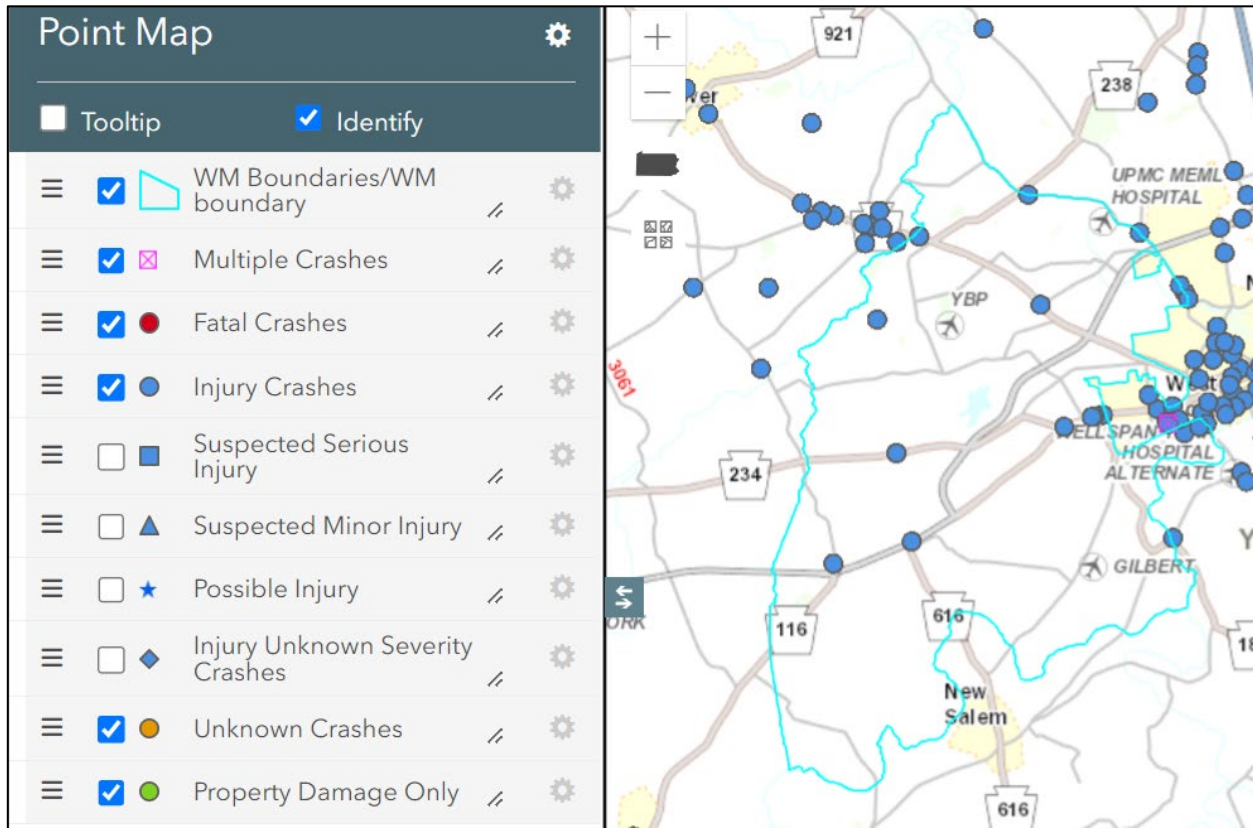 Point Map
Tooltip
Identify
WM Boundaries/WM
boundary
Multiple Crashes
Fatal Crashes
Injury Crashes
Suspected Serious
Injury
Suspected Minor Injury
Possible Injury
Injury Unknown Severity
Crashes
Unknown Crashes
Property Damage Only
921
238
UPMC MEML
HOSPITAL
YBP
3061
HOSPITAL
ALTERNATE
234
GILBERT
616
116
New
Salem
616